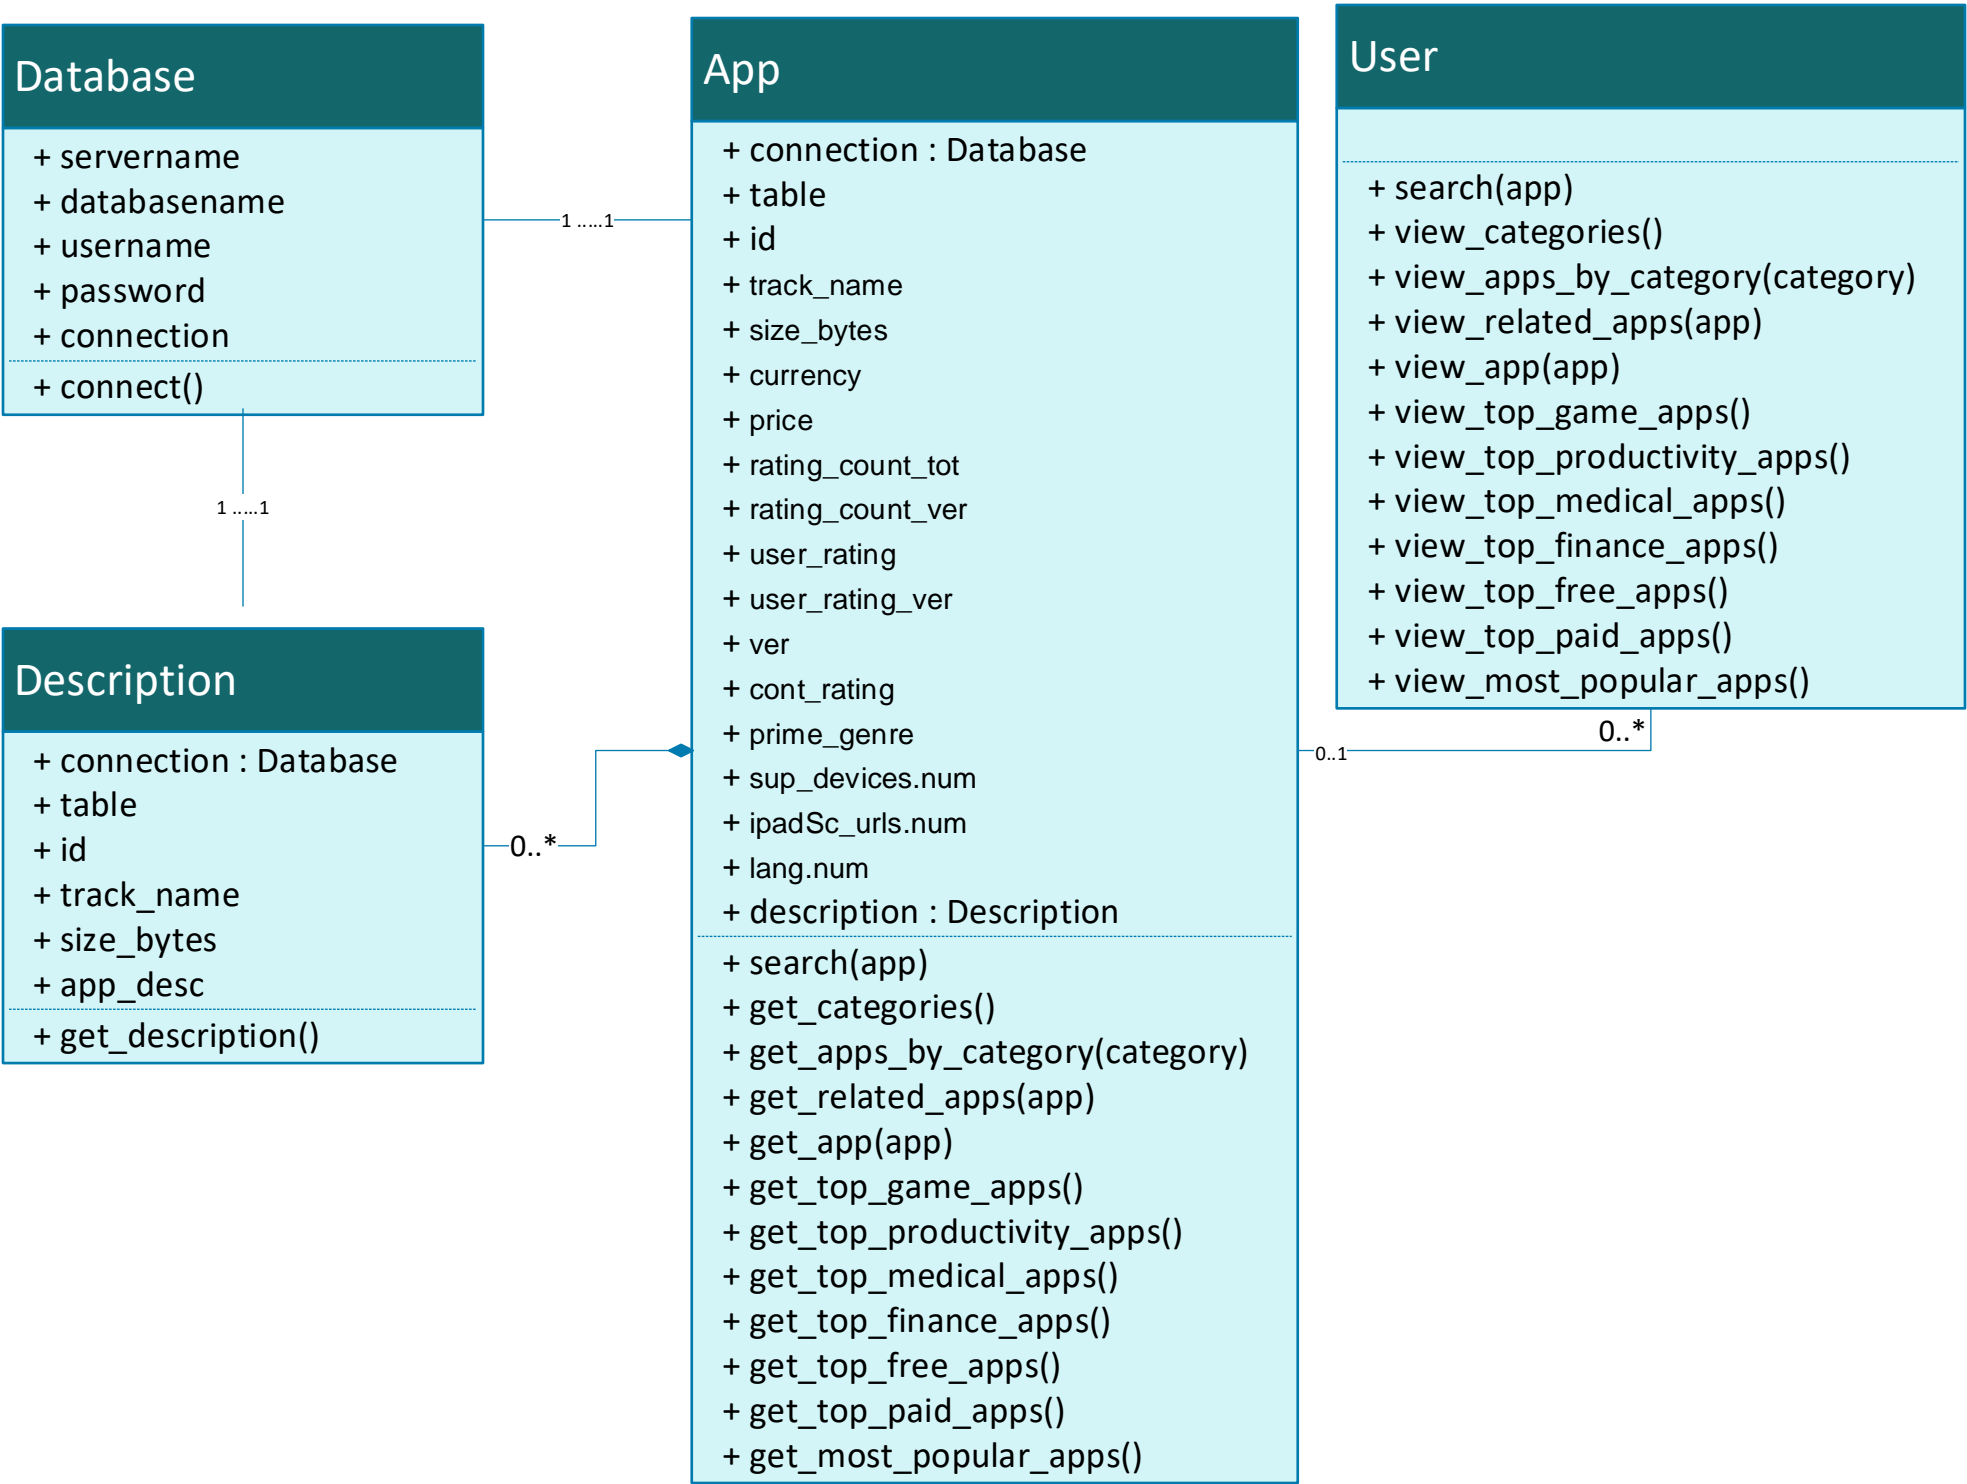 Database
+ servername
+ databasename
+ username
+ password
+ connection
+ connect()
1 .....1
1 .....1
Description
+ connection : Database
+ table
+ id
+ track_name
+ size_bytes
+ app_desc
+ get_description()
0..*
App
+ connection : Database
+ table
+ id
+ track_name
+ size_bytes
+ currency
+ price
+ rating_count_tot
+ rating_count_ver
+ user_rating
+ user_rating_ver
+ ver
+ cont_rating
+ prime_genre
+ sup_devices.num
+ ipadSc_urls.num
+ lang.num
+ description : Description
+ search(app)
+ get_categories()
+ get_apps_by_category(category)
+ get_related_apps(app)
+ get_app(app)
+ get_top_game_apps()
+ get_top_productivity_apps()
+ get_top_medical_apps()
+ get_top_finance_apps()
+ get_top_free_apps()
+ get_top_paid_apps()
+ get_most_popular_apps()
User
+ search(app)
+ view_categories()
+ view_apps_by_category(category)
+ view_related_apps(app)
+ view_app(app)
+ view_top_game_apps()
+ view_top_productivity_apps()
+ view_top_medical_apps()
+ view_top_finance_apps()
+ view_top_free_apps()
+ view_top_paid_apps()
+ view_most_popular_apps()
0..*
0..1